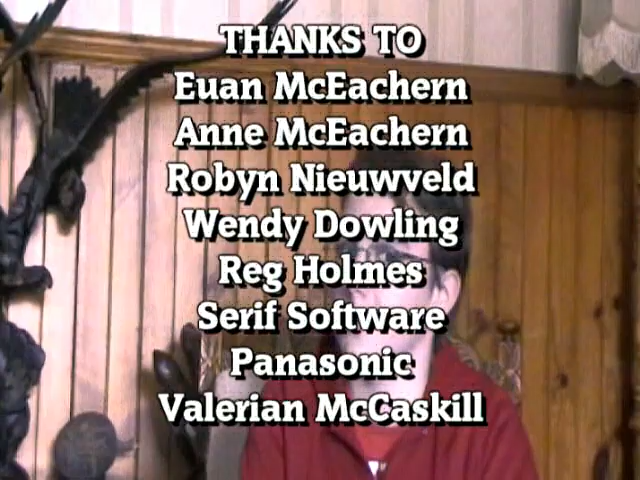 THANKS TO
Euan McEachern
Anne McEachern
Robyn Nieuwveld
Wendy Dowling
Reg Holmes
Serif Software
Panasonic
Valerian McCaskill